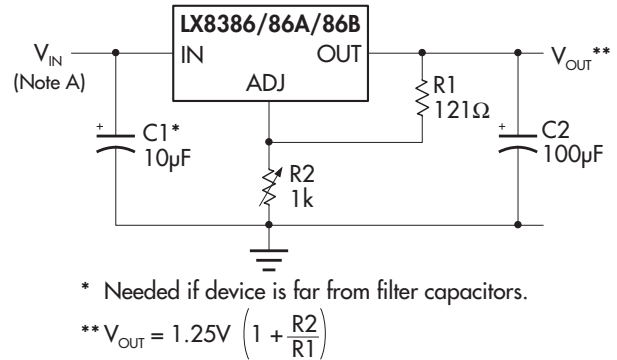 LX8386/86A/86B
V_IN
(Note A)
IN
OUT
V_OUT**
ADJ
R1
121Ω
+
C1*
10µF
R2
1k
+
C2
100µF
* Needed if device is far from filter capacitors.
** V_OUT = 1.25V (1 + R2/R1)